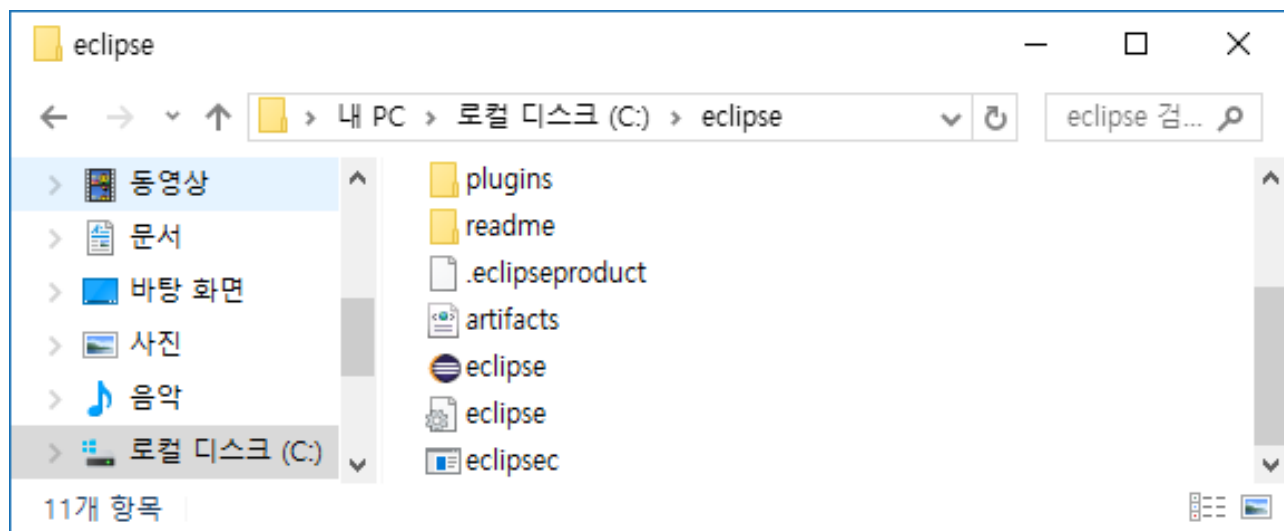 eclipse
내 PC > 로컬 디스크 (C:) > eclipse
eclipse 검...
동영상
문서
바탕 화면
사진
음악
로컬 디스크 (C:)
plugins
readme
.eclipseproduct
artifacts
eclipse
eclipse
eclipsec
11개 항목